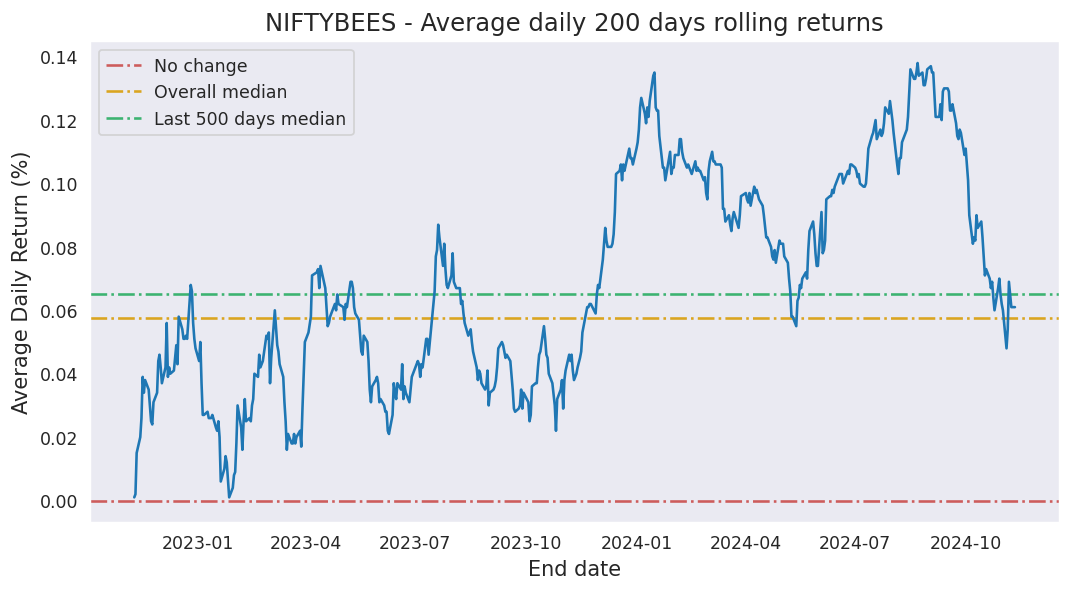 NIFTYBEES - Average daily 200 days rolling returns
No change
Overall median
Last 500 days median
Average Daily Return (%)
0.14
0.12
0.10
0.08
0.06
0.04
0.02
0.00
2023-01 2023-04 2023-07 2023-10 2024-01 2024-04 2024-07 2024-10
End date